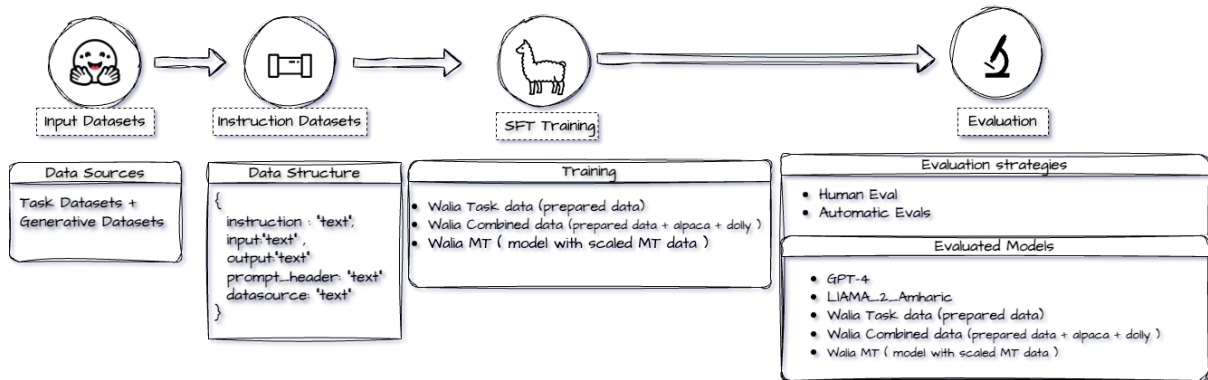 Input Datasets
Instruction Datasets
SFT Training
Evaluation
Data Sources
Task Datasets +
Generative Datasets
Data Structure
{
instruction : "text",
input:"text" ,
output:"text"
prompt_header: "text"
datasource: "text"
}
Training
• Walia Task data (prepared data)
• Walia Combined data (prepared data + alpaca + dolly )
• Walia MT ( model with scaled MT data )
Evaluation strategies
• Human Eval
• Automatic Evals
Evaluated Models
• GPT-4
• LlAMA_2_Amharic
• Walia Task data (prepared data)
• Walia Combined data (prepared data + alpaca + dolly )
• Walia MT ( model with scaled MT data )